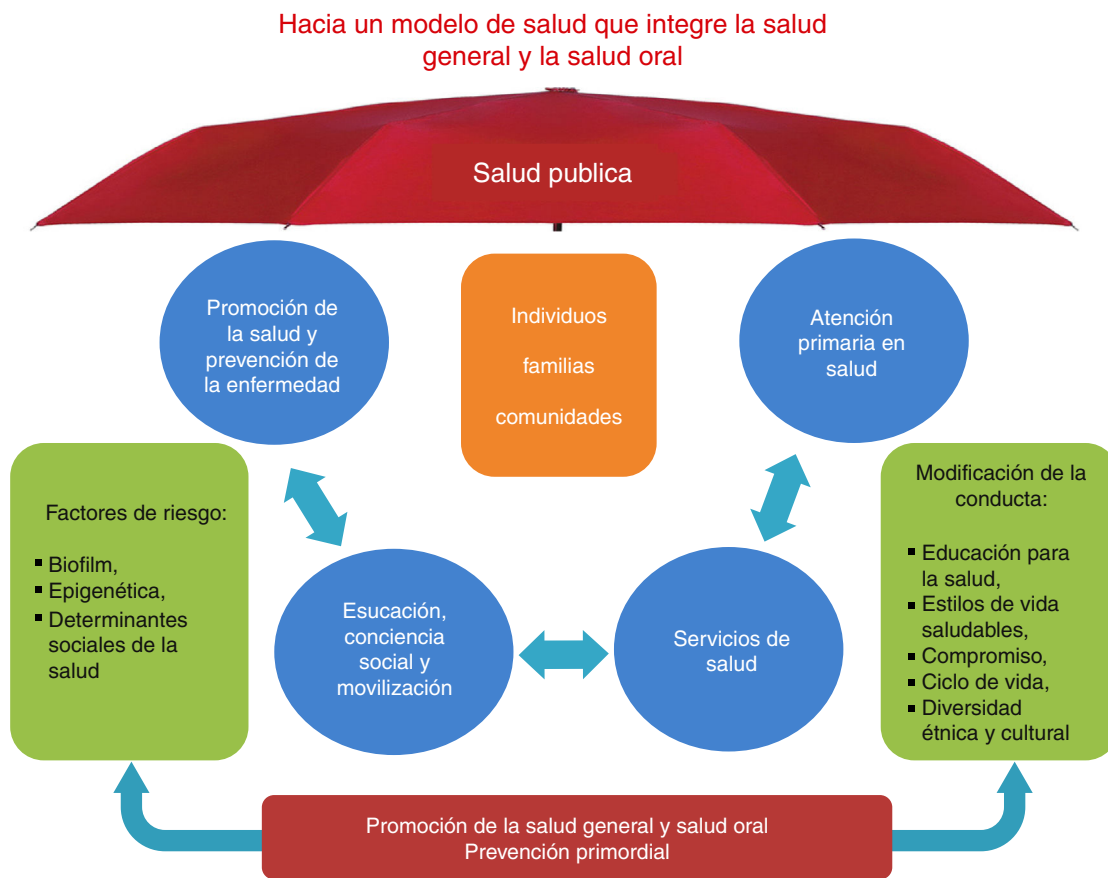 Hacia un modelo de salud que integre la salud
general y la salud oral
Salud publica
Promoción de
la salud y
prevención de
la enfermedad
Individuos
familias
comunidades
Atención
primaria en
salud
Factores de riesgo:
▪ Biofilm,
▪ Epigenética,
▪ Determinantes
sociales de la
salud
Esucación,
conciencia
social y
movilización
Servicios de
salud
Modificación de la
conducta:
▪ Educación para
la salud,
▪ Estilos de vida
saludables,
▪ Compromiso,
▪ Ciclo de vida,
▪ Diversidad
étnica y cultural
Promoción de la salud general y salud oral
Prevención primordial